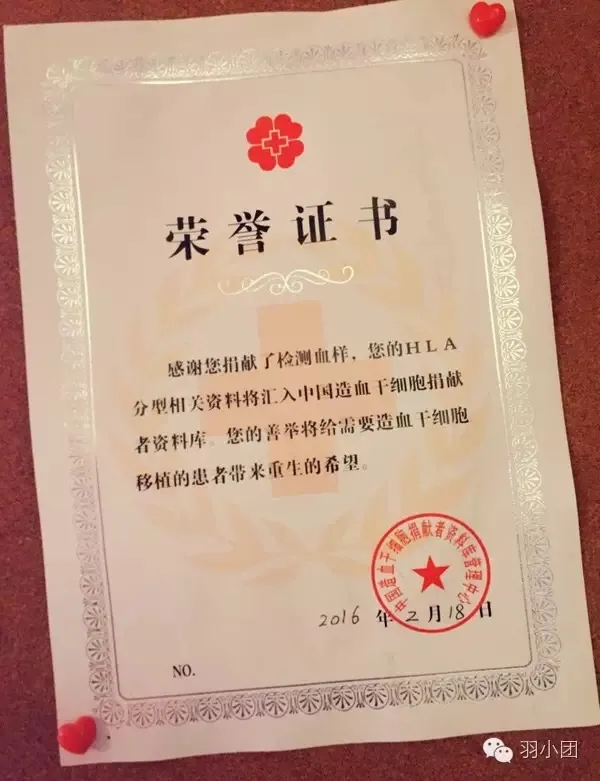 荣誉证书
感谢您捐献了检测血样，您的HLA
分型相关资料将汇入中国造血干细胞捐献
者资料库。您的善举将给需要造血干细胞
移植的患者带来重生的希望。
中国造血干细胞捐献者资料库管理中心
2016 年 2 月 18 日
NO.
羽小团